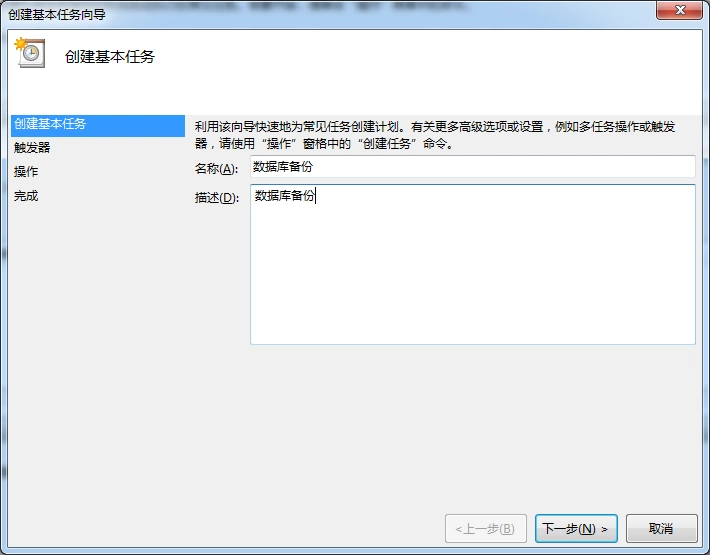 创建基本任务向导
创建基本任务
创建基本任务
触发器
操作
完成
利用该向导快速地为常见任务创建计划。有关更多高级选项或设置，例如多任务操作或触发
器，请使用“操作”窗格中的“创建任务”命令。
名称(A): 数据库备份
描述(D): 数据库备份
<上一步(B) 下一步(N) > 取消